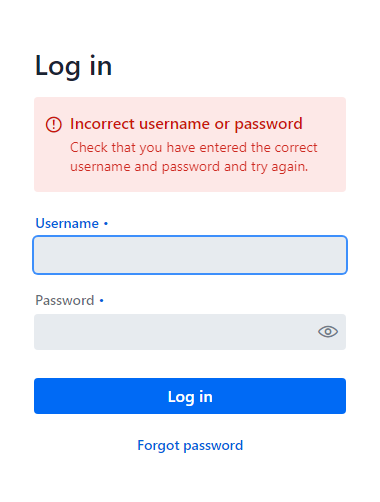 Log in
Incorrect username or password
Check that you have entered the correct
username and password and try again.
Username •
Password •
Log in
Forgot password